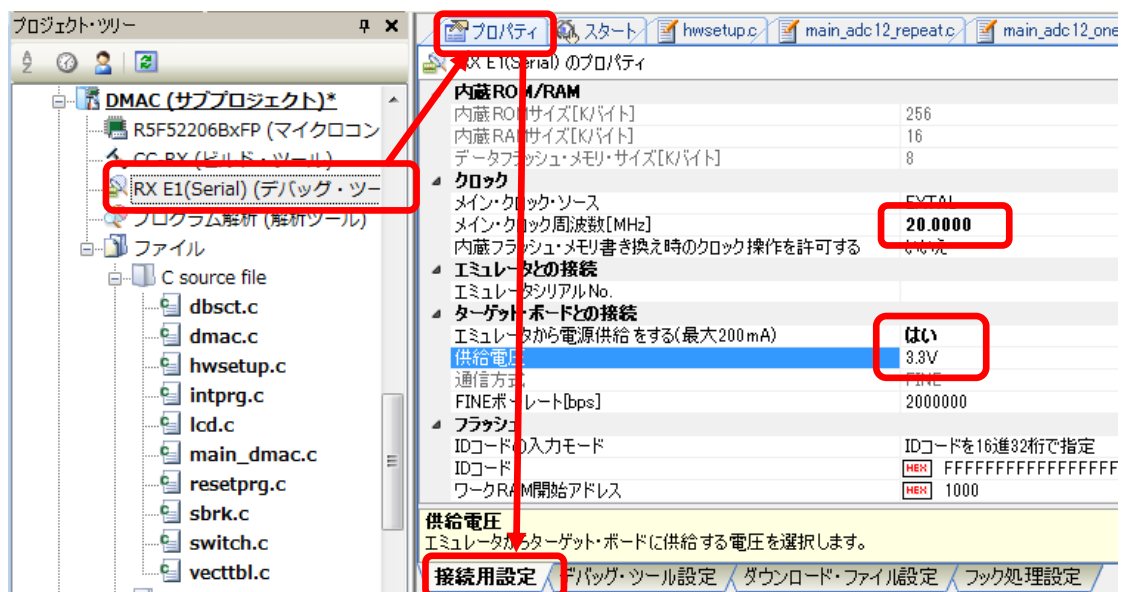 プロジェクト・ツリー
DMAC (サブプロジェクト)*
R5F52206BxFP (マイクロコン
CC-RX (ビルド・ツール)
RX E1(Serial) (デバッグ・ツー
プログラム解析 (解析ツール)
ファイル
C source file
dbsct.c
dmac.c
hwsetup.c
intprg.c
lcd.c
main_dmac.c
resetprg.c
sbrk.c
switch.c
vecttbl.c
プロパティ スタート hwsetup.c main_adc12_repeat.c main_adc12_one
RX E1(Serial) のプロパティ
内蔵ROM/RAM
内蔵ROMサイズ[Kバイト] 256
内蔵RAMサイズ[Kバイト] 16
データフラッシュ・メモリ・サイズ[Kバイト] 8
クロック
メイン・クロック・ソース EXTAL
メイン・クロック周波数[MHz] 20.0000
内蔵フラッシュ・メモリ書き換え時のクロック操作を許可する いいえ
エミュレータとの接続
エミュレータシリアルNo.
ターゲット・ボードとの接続
エミュレータから電源供給をする(最大200mA) はい
供給電圧 3.3V
通信方式 FINE
FINEボーレート[bps] 2000000
フラッシュ
IDコードの入力モード IDコードを16進32桁で指定
IDコード HEX FFFFFFFFFFFFFFFFF
ワークRAM開始アドレス HEX 1000
供給電圧
エミュレータからターゲット・ボードに供給する電圧を選択します。
接続用設定 デバッグ・ツール設定 ダウンロード・ファイル設定 フック処理設定